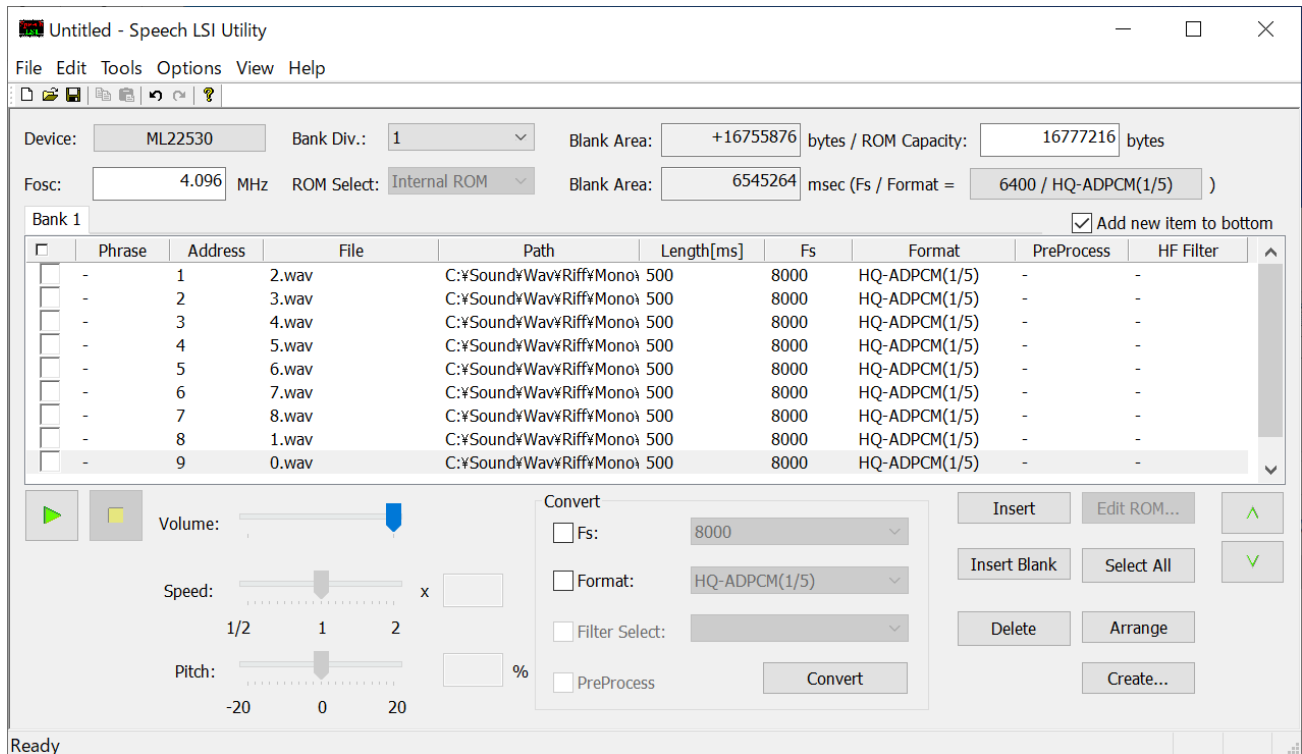 Untitled - Speech LSI Utility
File Edit Tools Options View Help
Device: ML22530 Bank Div.: 1 Blank Area: +16755876 bytes / ROM Capacity: 16777216 bytes
Fosc: 4.096 MHz ROM Select: Internal ROM Blank Area: 6545264 msec (Fs / Format = 6400 / HQ-ADPCM(1/5) )
Bank 1 Add new item to bottom
Phrase Address File Path Length[ms] Fs Format PreProcess HF Filter
- 1 2.wav C:¥Sound¥Wav¥Riff¥Mono¥ 500 8000 HQ-ADPCM(1/5) - -
- 2 3.wav C:¥Sound¥Wav¥Riff¥Mono¥ 500 8000 HQ-ADPCM(1/5) - -
- 3 4.wav C:¥Sound¥Wav¥Riff¥Mono¥ 500 8000 HQ-ADPCM(1/5) - -
- 4 5.wav C:¥Sound¥Wav¥Riff¥Mono¥ 500 8000 HQ-ADPCM(1/5) - -
- 5 6.wav C:¥Sound¥Wav¥Riff¥Mono¥ 500 8000 HQ-ADPCM(1/5) - -
- 6 7.wav C:¥Sound¥Wav¥Riff¥Mono¥ 500 8000 HQ-ADPCM(1/5) - -
- 7 8.wav C:¥Sound¥Wav¥Riff¥Mono¥ 500 8000 HQ-ADPCM(1/5) - -
- 8 1.wav C:¥Sound¥Wav¥Riff¥Mono¥ 500 8000 HQ-ADPCM(1/5) - -
- 9 0.wav C:¥Sound¥Wav¥Riff¥Mono¥ 500 8000 HQ-ADPCM(1/5) - -
Convert
Volume: Fs: 8000 Insert Edit ROM...
Speed: x Format: HQ-ADPCM(1/5) Insert Blank Select All
1/2 1 2 Filter Select: Delete Arrange
Pitch: % PreProcess Convert Create...
-20 0 20
Ready